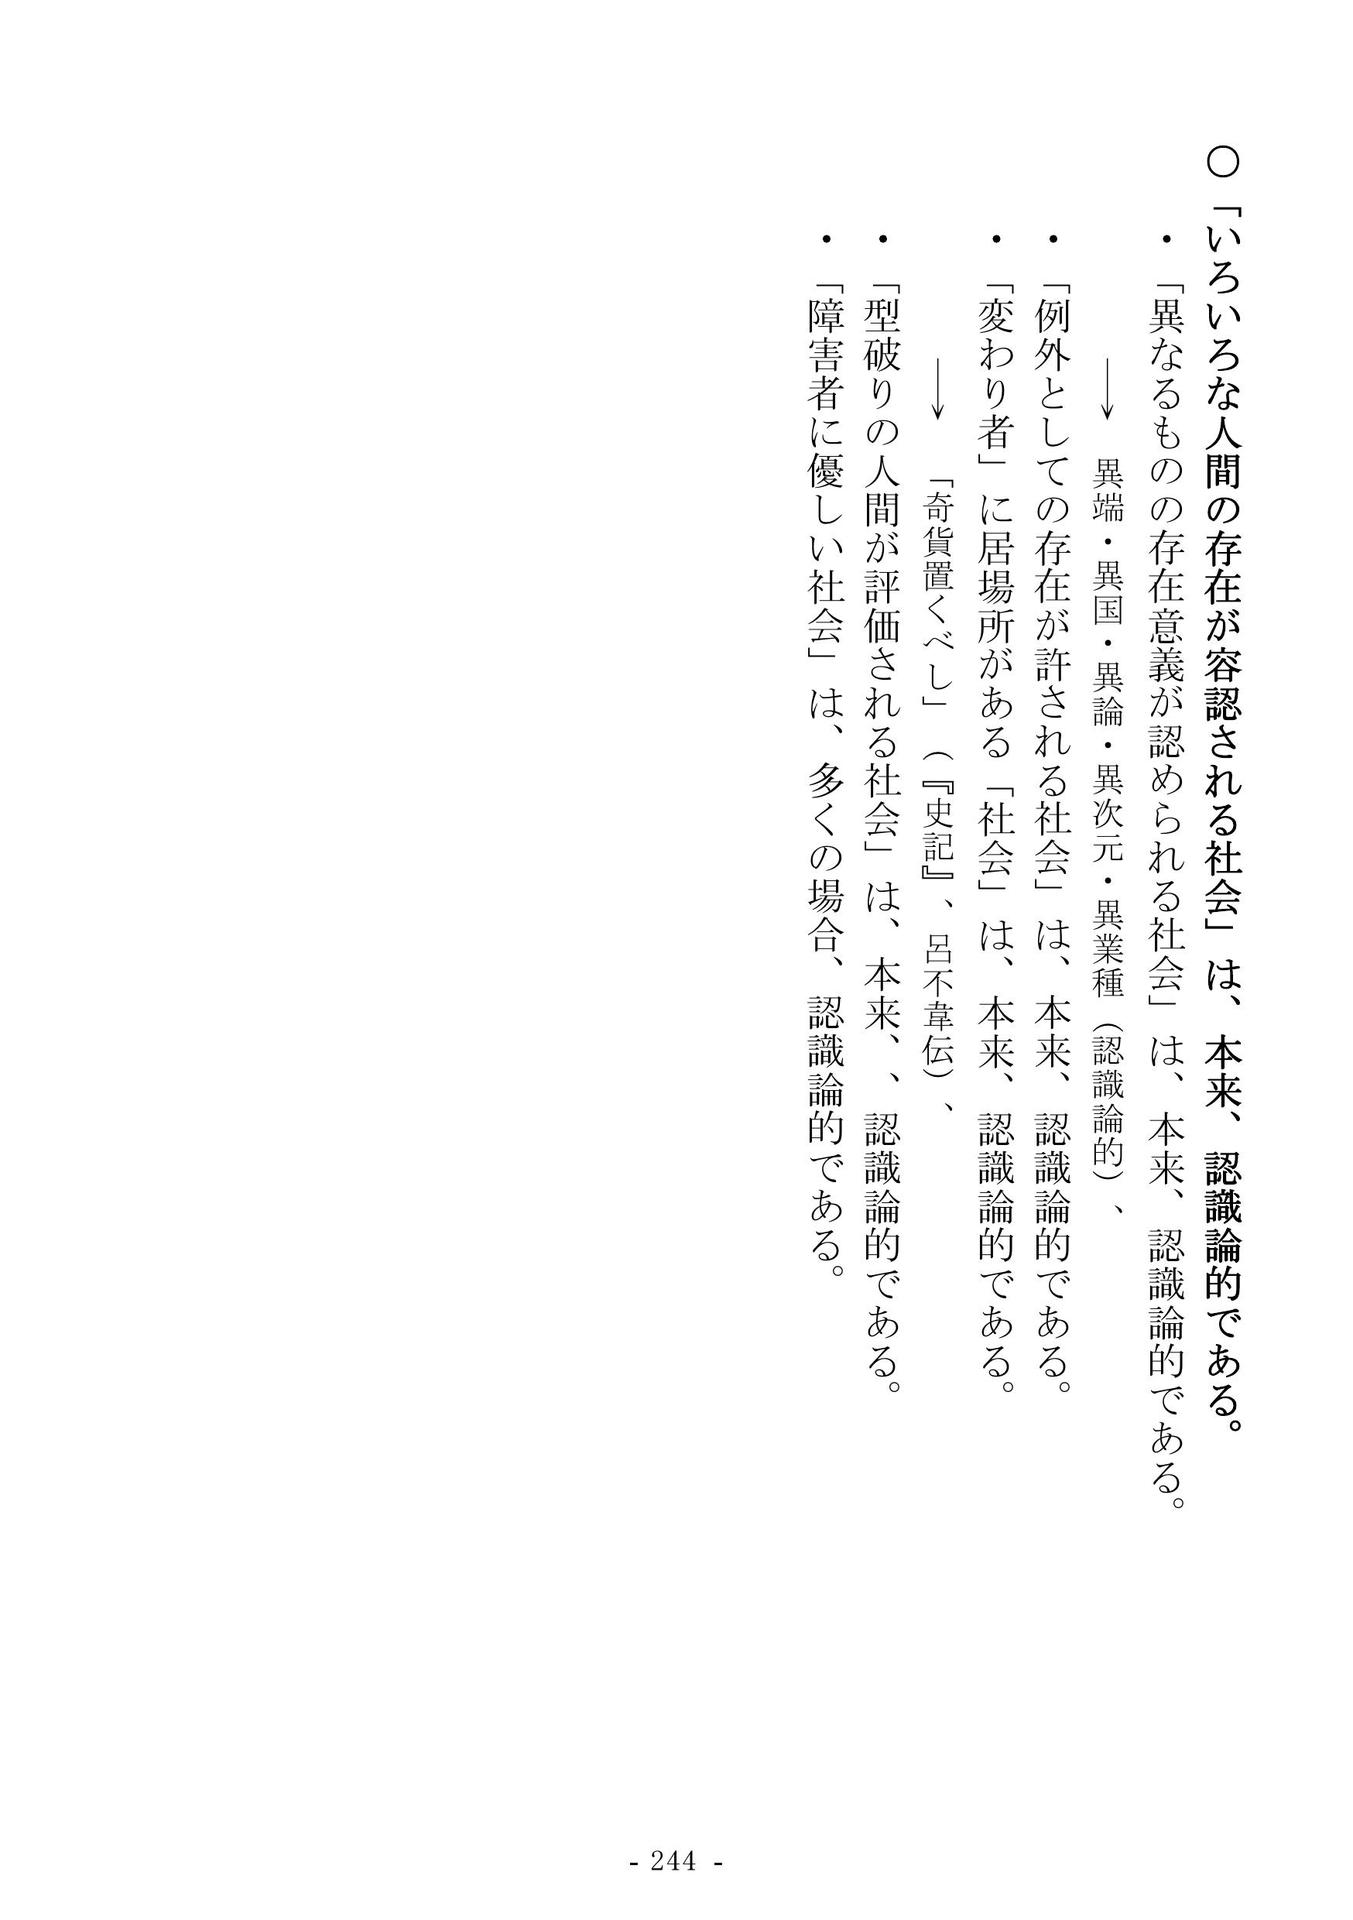 ○「いろいろな人間の存在が容認される社会」は、本来、認識論的である。
・「異なるものの存在意義が認められる社会」は、本来、認識論的である。
→ 異端・異国・異論・異次元・異業種（認識論的）、
・「例外としての存在が許される社会」は、本来、認識論的である。
・「変わり者」に居場所がある「社会」は、本来、認識論的である。
→ 「奇貨置くべし」（『史記』、呂不韋伝）、
・「型破りの人間が評価される社会」は、本来、、認識論的である。
・「障害者に優しい社会」は、多くの場合、認識論的である。
- 244 -